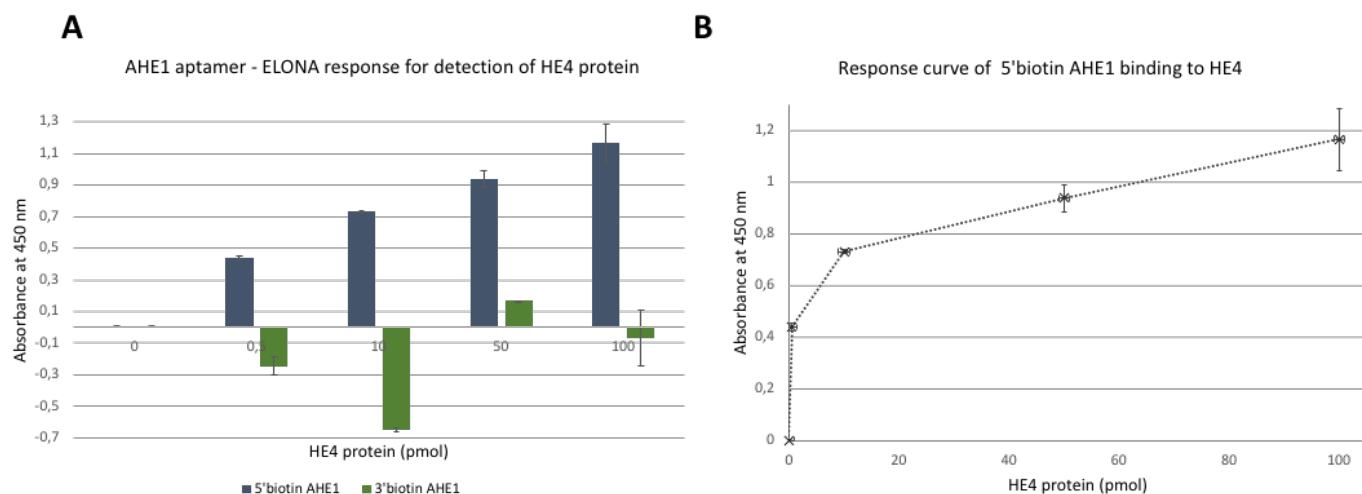 A
AHE1 aptamer - ELONA response for detection of HE4 protein
Absorbance at 450 nm
1,3
1,1
0,9
0,7
0,5
0,3
0,1
-0,1
-0,3
-0,5
-0,7
0
0,5
10
50
100
HE4 protein (pmol)
5'biotin AHE1
3'biotin AHE1
B
Response curve of 5'biotin AHE1 binding to HE4
Absorbance at 450 nm
1,2
1
0,8
0,6
0,4
0,2
0
0
20
40
60
80
100
HE4 protein (pmol)